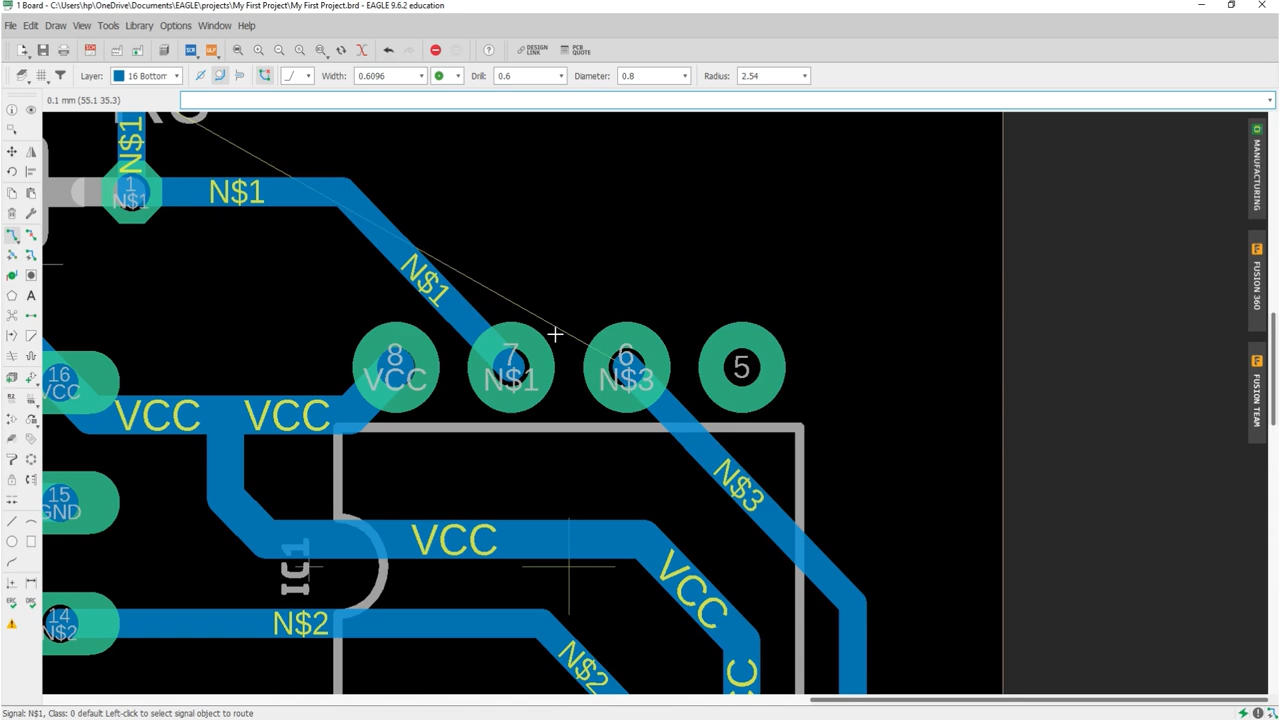 1 Board - C:\Users\hp\OneDrive\Documents\EAGLE\projects\My First Project\My First Project.brd - EAGLE 9.6.2 education
File Edit Draw View Tools Library Options Window Help
SCH SCR ULP DESIGN LINK PCB QUOTE
Layer: 16 Bottom Width: 0.6096 Drill: 0.6 Diameter: 0.8 Radius: 2.54
0.1 mm (55.1 35.3)
N$1
1
N$1
N$1
N$1
8
VCC
7
N$1
6
N$3
5
16
VCC
VCC
VCC
N$3
15
GND
VCC
IC1
VCC
14
N$2
N$2
N$2
MANUFACTURING
FUSION 360
FUSION TEAM
Signal: N$1, Class: 0 default Left-click to select signal object to route